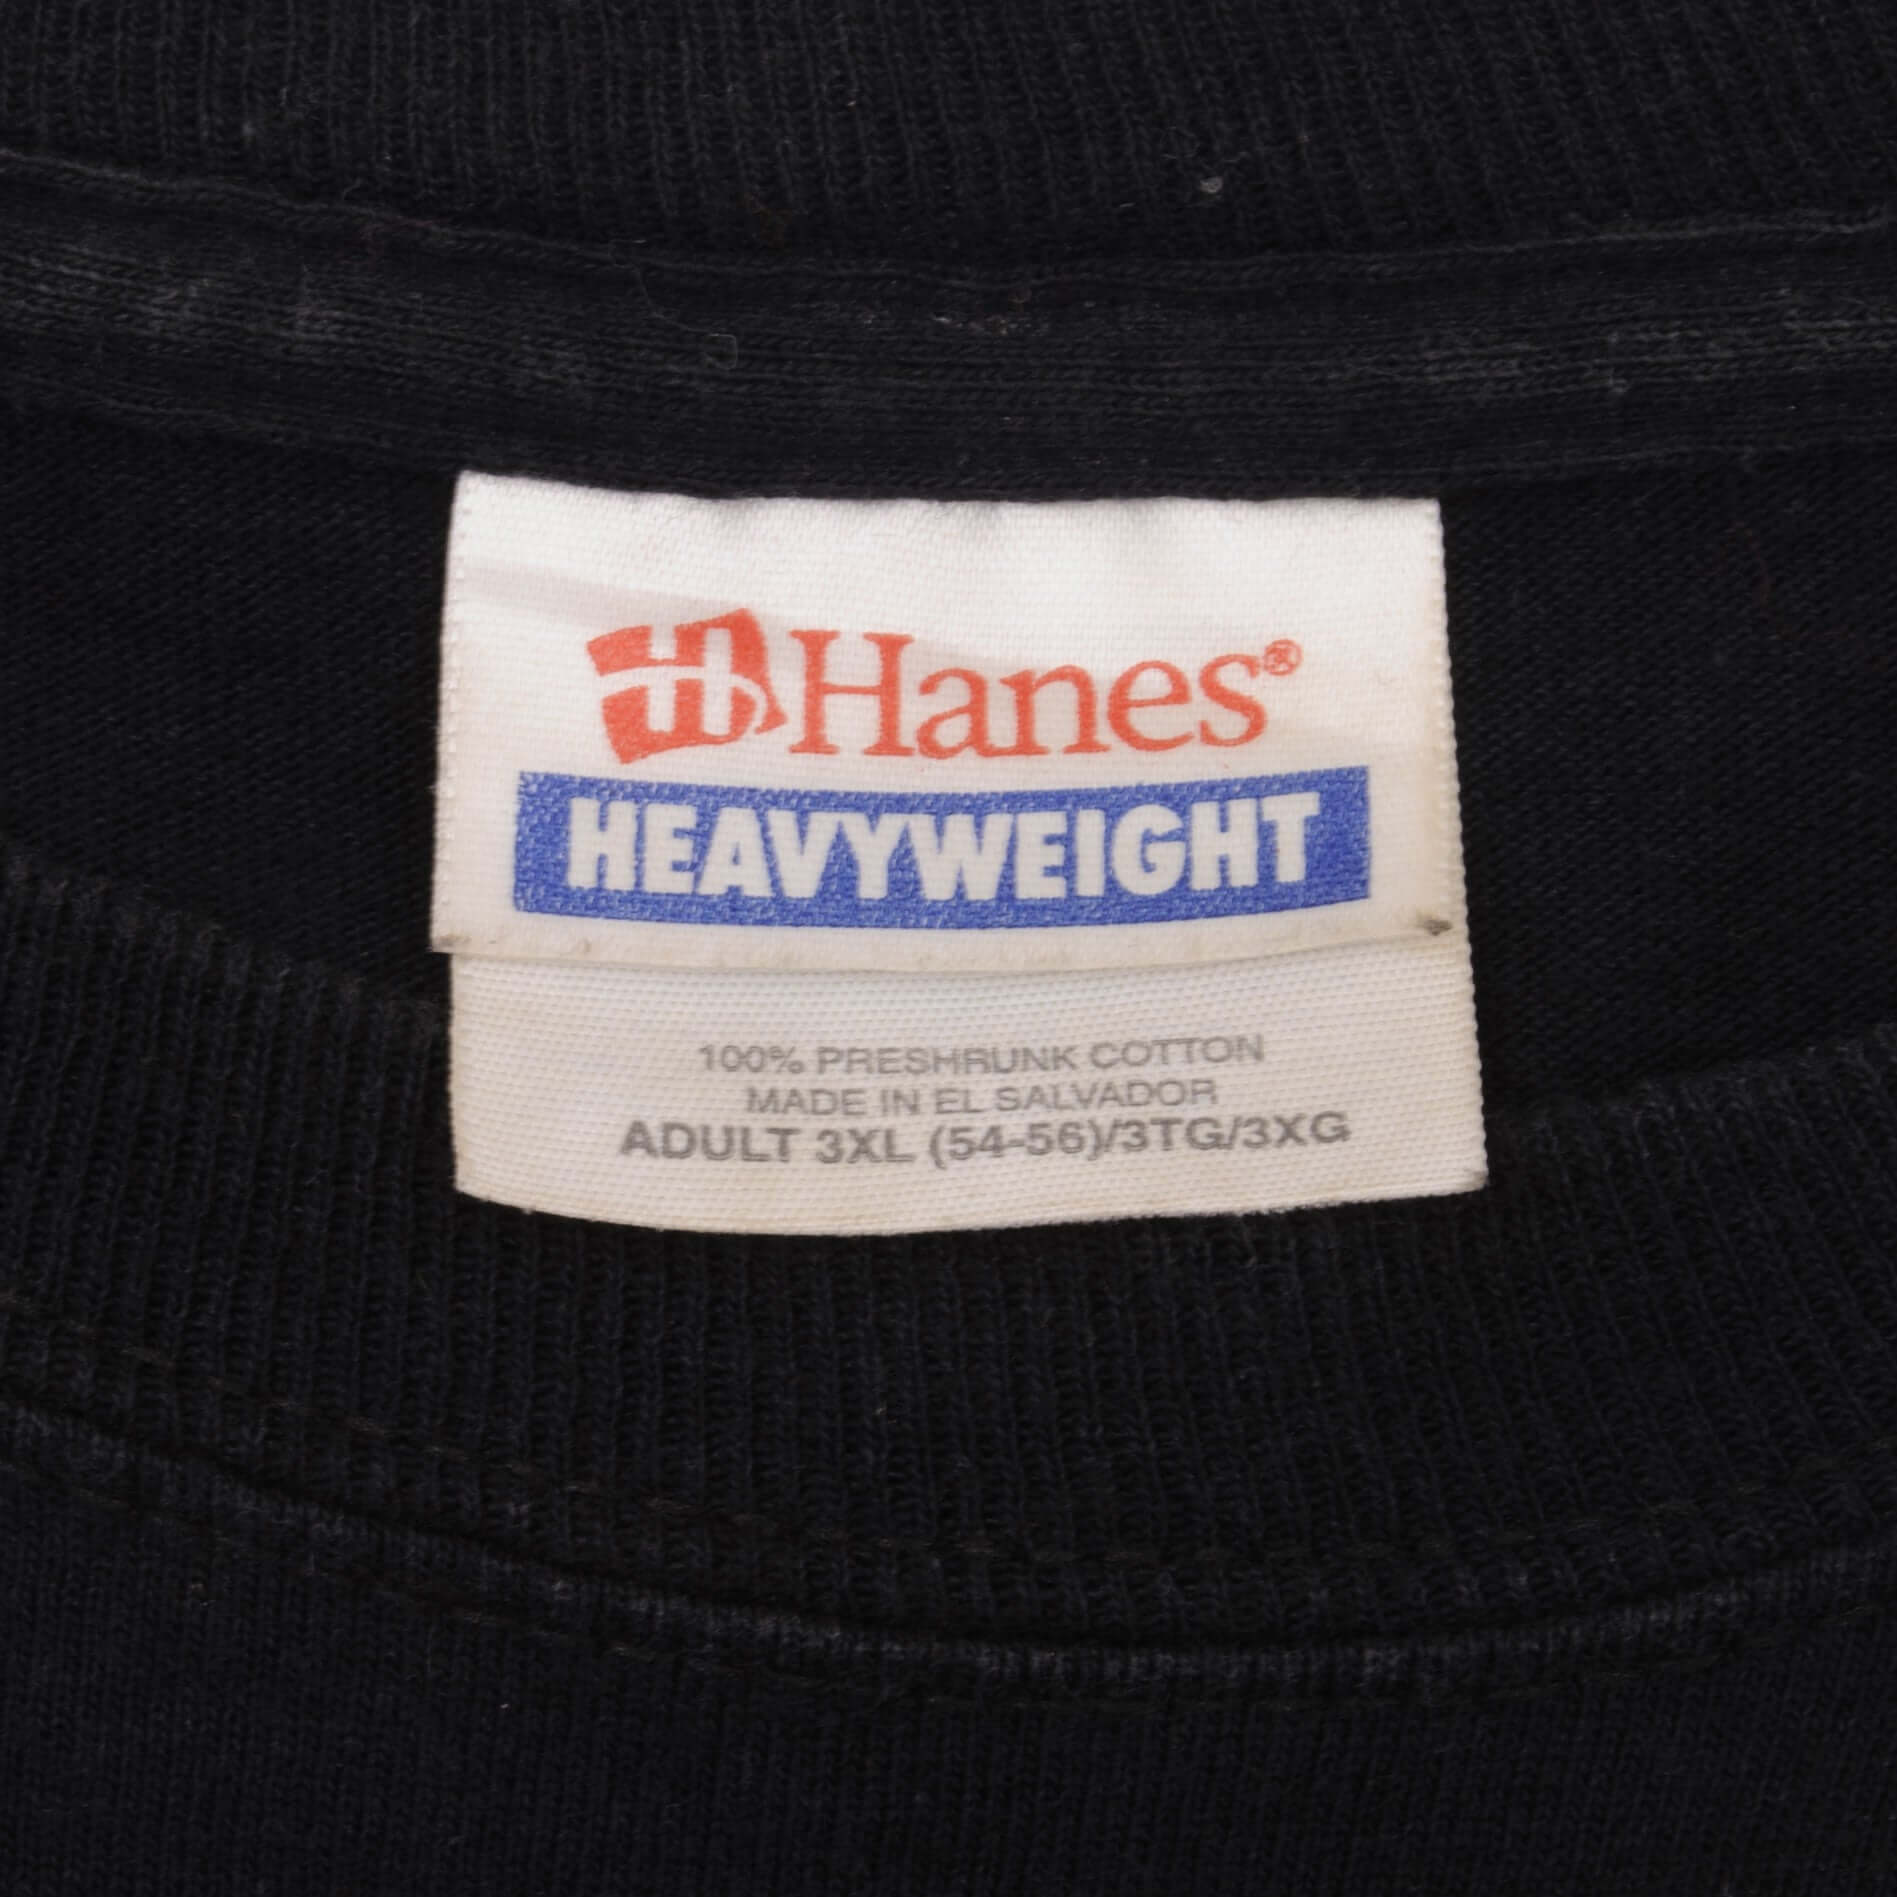 H Hanes®
HEAVYWEIGHT
100% PRESHRUNK COTTON
MADE IN EL SALVADOR
ADULT 3XL (54-56)/3TG/3XG